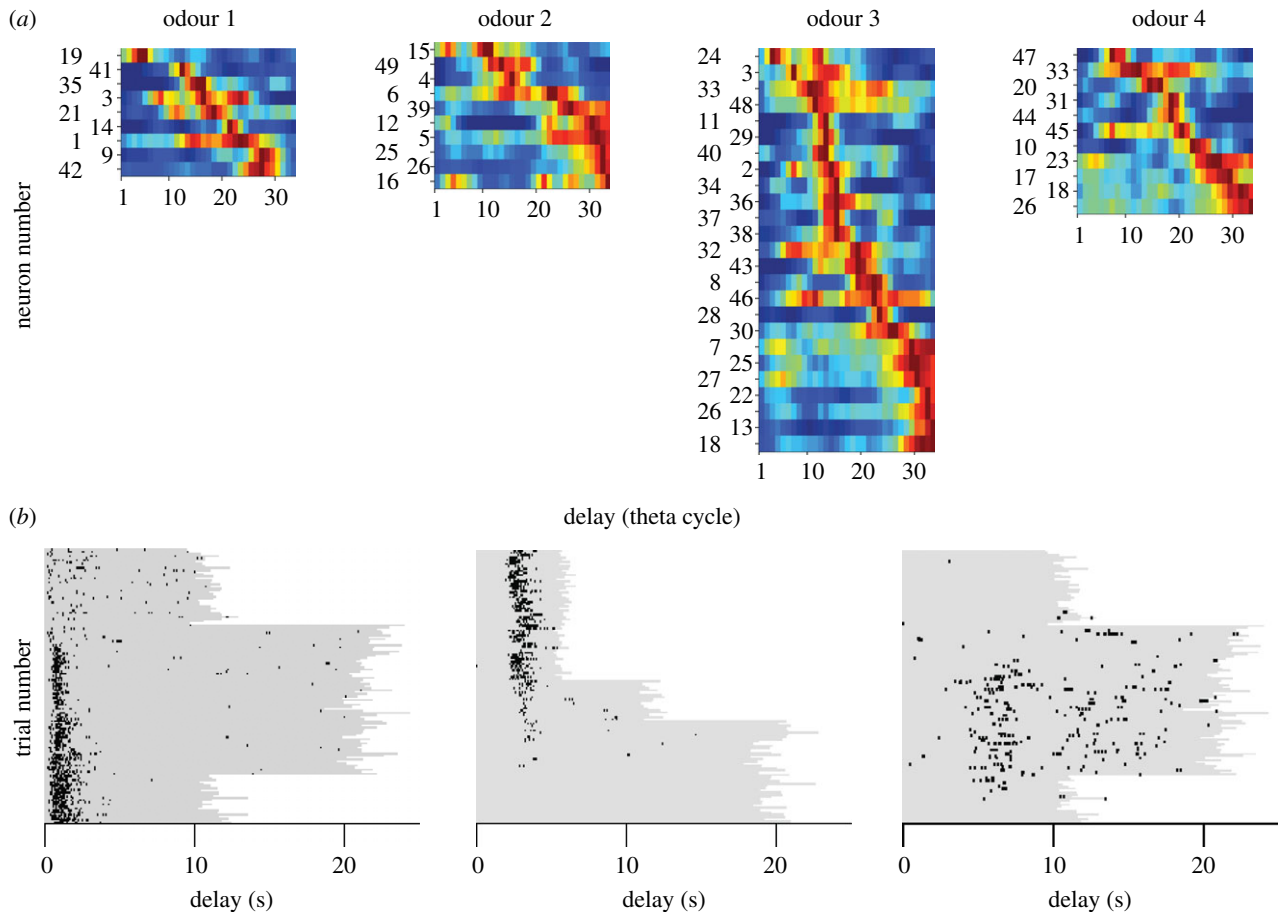 (a)
odour 1
odour 2
odour 3
odour 4
neuron number
19
41
35
3
21
14
1
9
42
1 10 20 30
15
49
4
6
39
12
5
25
26
16
1 10 20 30
24
3
33
48
11
29
40
2
34
36
37
38
32
43
8
46
28
30
7
25
27
22
26
13
18
1 10 20 30
47
33
20
31
44
45
10
23
17
18
26
1 10 20 30
delay (theta cycle)
(b)
trial number
0 10 20
delay (s)
0 10 20
delay (s)
0 10 20
delay (s)